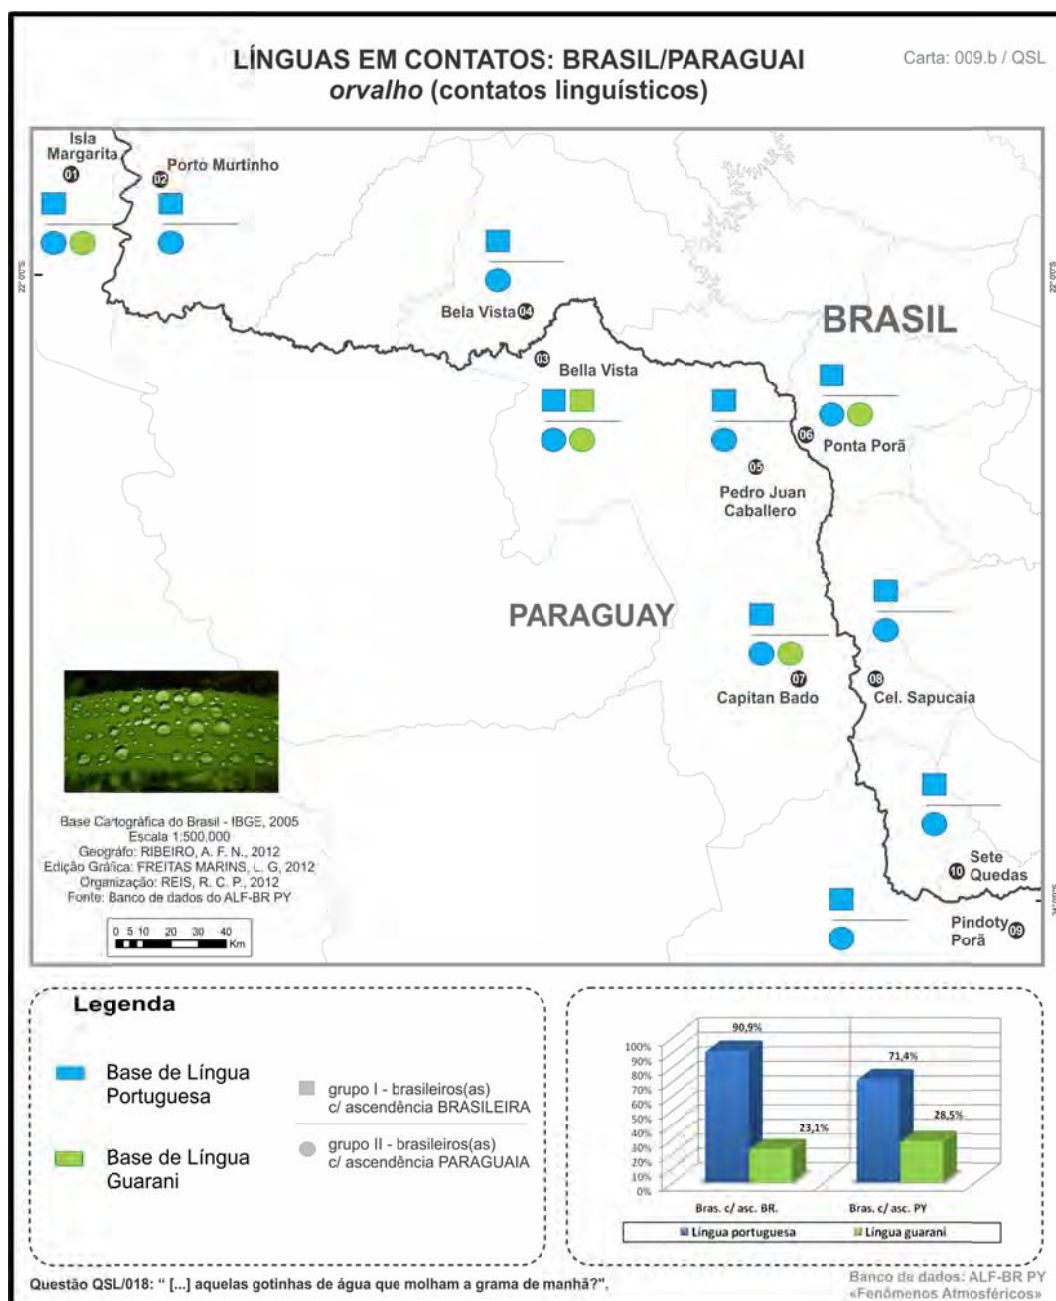 LÍNGUAS EM CONTATOS: BRASIL/PARAGUAI
orvalho (contatos linguísticos)
Carta: 009.b / QSL
Isla
Margarita
01
02
Porto Murtinho
22°00'S
22°00'S
Bela Vista
04
BRASIL
03
Bella Vista
06
Ponta Porã
05
Pedro Juan
Caballero
PARAGUAY
07
Capitan Bado
08
Cel. Sapucaia
Base Cartográfica do Brasil - IBGE, 2005
Escala 1:500.000
Geográfo: RIBEIRO, A. F. N., 2012
Edição Gráfica: FREITAS MARINS, L. G, 2012
Organização: REIS, R. C. P., 2012
Fonte: Banco de dados do ALF-BR PY
0 5 10 20 30 40
Km
10
Sete
Quedas
24°00'S
Pindoty
Porã
09
Legenda
Base de Língua
Portuguesa
Base de Língua
Guarani
grupo I - brasileiros(as)
c/ ascendência BRASILEIRA
grupo II - brasileiros(as)
c/ ascendência PARAGUAIA
90,9%
71,4%
23,1%
28,5%
100%
90%
80%
70%
60%
50%
40%
30%
20%
10%
0%
Bras. c/ asc. BR.
Bras. c/ asc. PY
Língua portuguesa
Língua guarani
Questão QSL/018: “ [...] aquelas gotinhas de água que molham a grama de manhã?”.
Banco de dados: ALF-BR PY
«Fenômenos Atmosféricos»